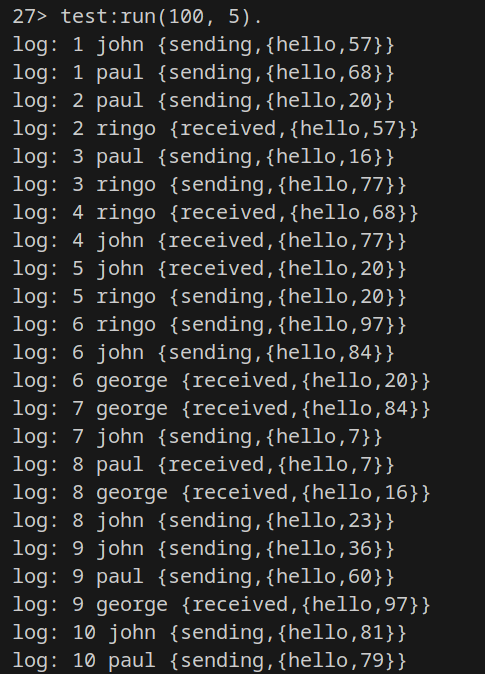 27> test:run(100, 5).
log: 1 john {sending,{hello,57}}
log: 1 paul {sending,{hello,68}}
log: 2 paul {sending,{hello,20}}
log: 2 ringo {received,{hello,57}}
log: 3 paul {sending,{hello,16}}
log: 3 ringo {sending,{hello,77}}
log: 4 ringo {received,{hello,68}}
log: 4 john {received,{hello,77}}
log: 5 john {received,{hello,20}}
log: 5 ringo {sending,{hello,20}}
log: 6 ringo {sending,{hello,97}}
log: 6 john {sending,{hello,84}}
log: 6 george {received,{hello,20}}
log: 7 george {received,{hello,84}}
log: 7 john {sending,{hello,7}}
log: 8 paul {received,{hello,7}}
log: 8 george {received,{hello,16}}
log: 8 john {sending,{hello,23}}
log: 9 john {sending,{hello,36}}
log: 9 paul {sending,{hello,60}}
log: 9 george {received,{hello,97}}
log: 10 john {sending,{hello,81}}
log: 10 paul {sending,{hello,79}}